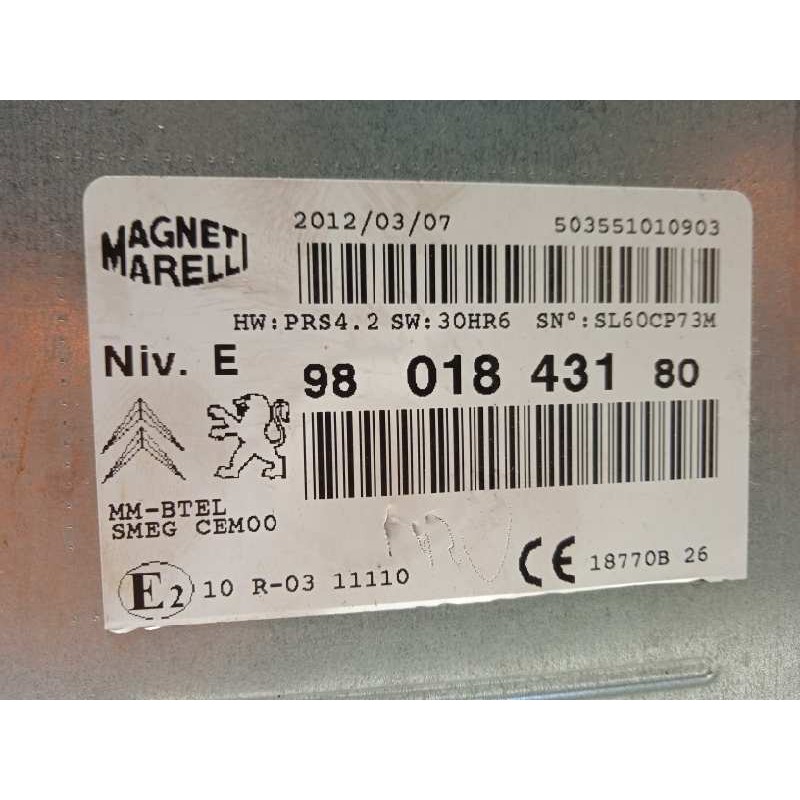 MAGNETI
MARELLI
2012/03/07 503551010903
HW:PRS4.2 SW:30HR6 SN°:SL60CP73M
Niv. E
98 018 431 80
MM-BTEL
SMEG CEM00
E2 10 R-03 11110
CE 18770B 26